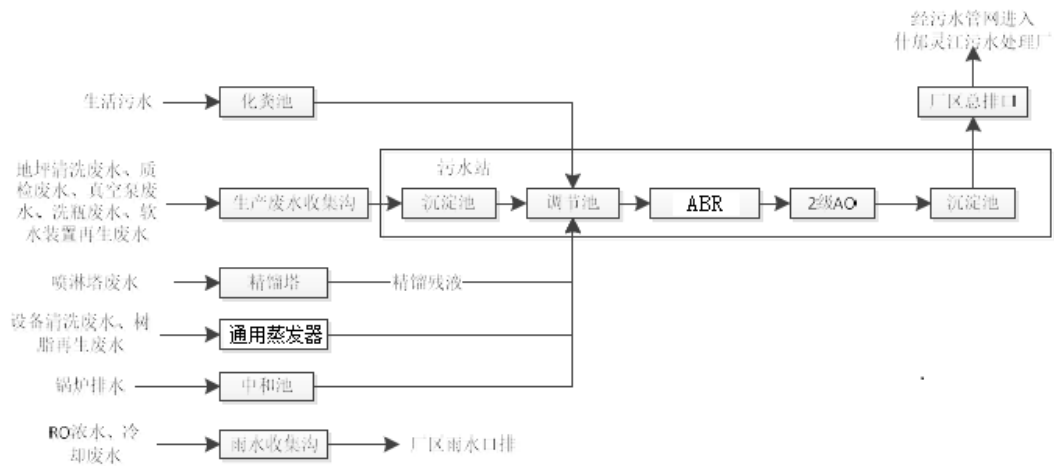 经污水管网进入
什邡灵江污水处理厂
生活污水
化粪池
厂区总排口
污水站
地坪清洗废水、质
检废水、真空泵废
水、洗瓶废水、软
水装置再生废水
生产废水收集沟
沉淀池
调节池
ABR
2级AO
沉淀池
喷淋塔废水
精馏塔
精馏残液
设备清洗废水、树
脂再生废水
通用蒸发器
锅炉排水
中和池
RO浓水、冷
却废水
雨水收集沟
厂区雨水口排